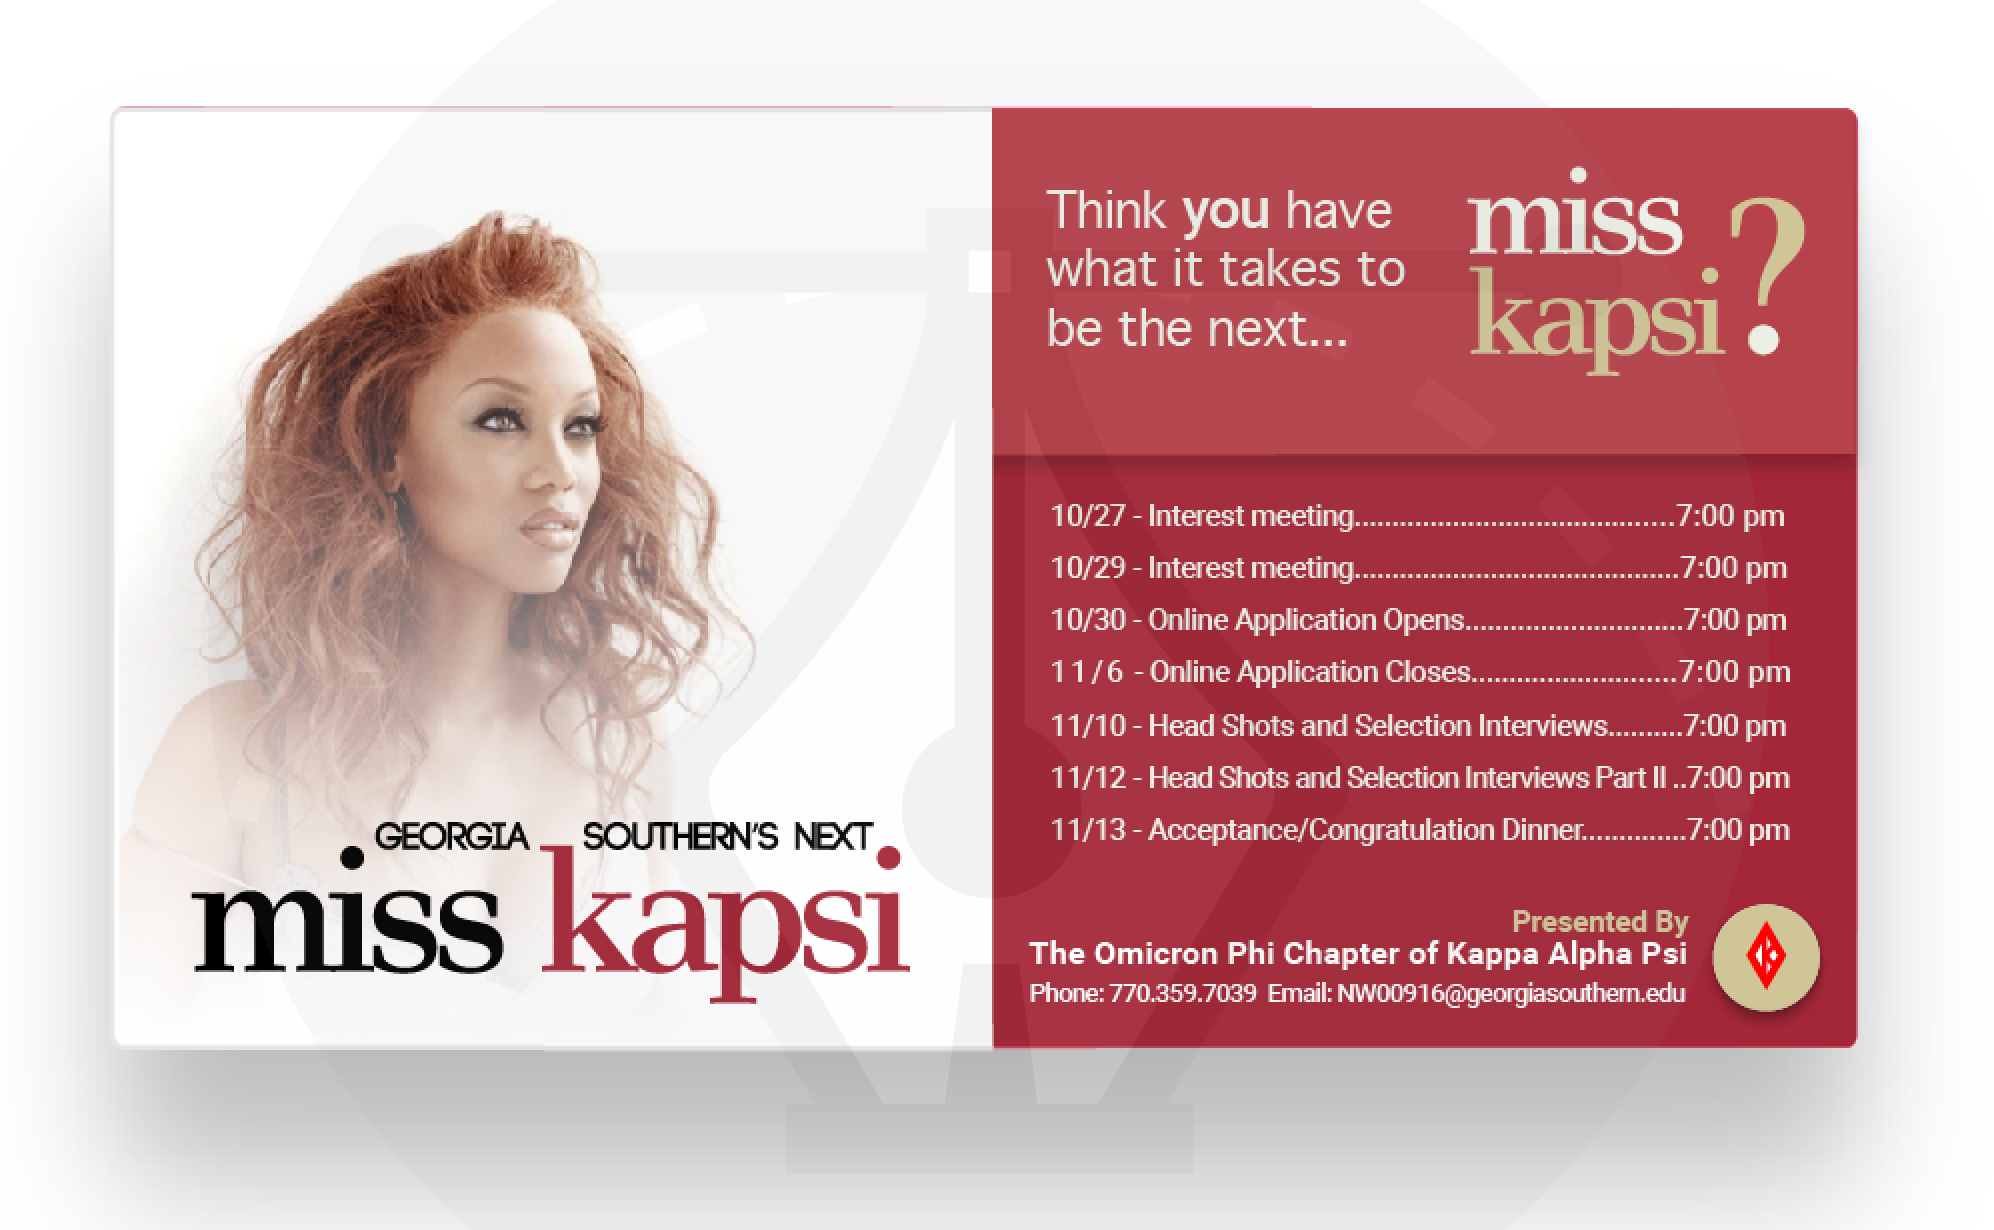 GEORGIA SOUTHERN'S NEXT
miss kapsi
Think you have
what it takes to
be the next...
miss
kapsi?
10/27 - Interest meeting..........................................7:00 pm
10/29 - Interest meeting..........................................7:00 pm
10/30 - Online Application Opens.............................7:00 pm
11/6 - Online Application Closes...........................7:00 pm
11/10 - Head Shots and Selection Interviews..........7:00 pm
11/12 - Head Shots and Selection Interviews Part II ..7:00 pm
11/13 - Acceptance/Congratulation Dinner..............7:00 pm
Presented By
The Omicron Phi Chapter of Kappa Alpha Psi
Phone: 770.359.7039 Email: NW00916@georgiasouthern.edu